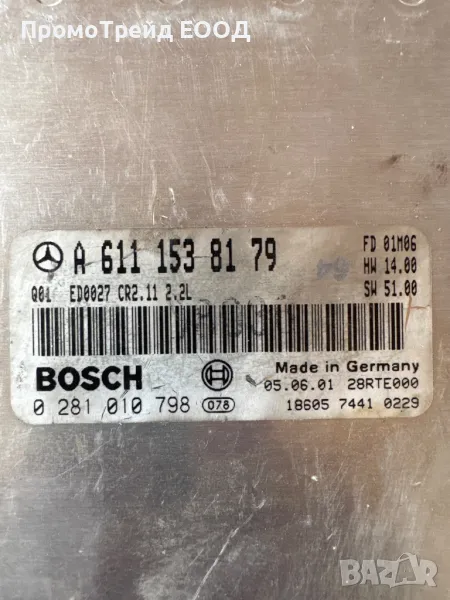 ПромоТрейд ЕООД
A 611 153 81 79
FD 01M06
HW 14.00
SW 51.00
Q01 ED0027 CR2.11 2.2L
BOSCH
Made in Germany
05.06.01 28RTE000
0 281 010 798 078
18605 7441 0229
BAZAR